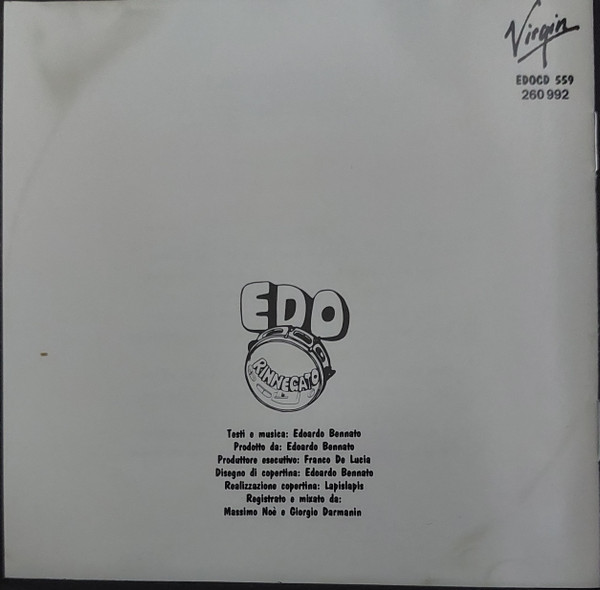 Virgin
EDOCD 559
260 992
EDO
RINNEGATO
Testi e musica: Edoardo Bennato
Prodotto da: Edoardo Bennato
Produttore esecutivo: Franco De Lucia
Disegno di copertina: Edoardo Bennato
Realizzazione copertina: Lapislapis
Registrato e mixato da:
Massimo Noè e Giorgio Darmanin